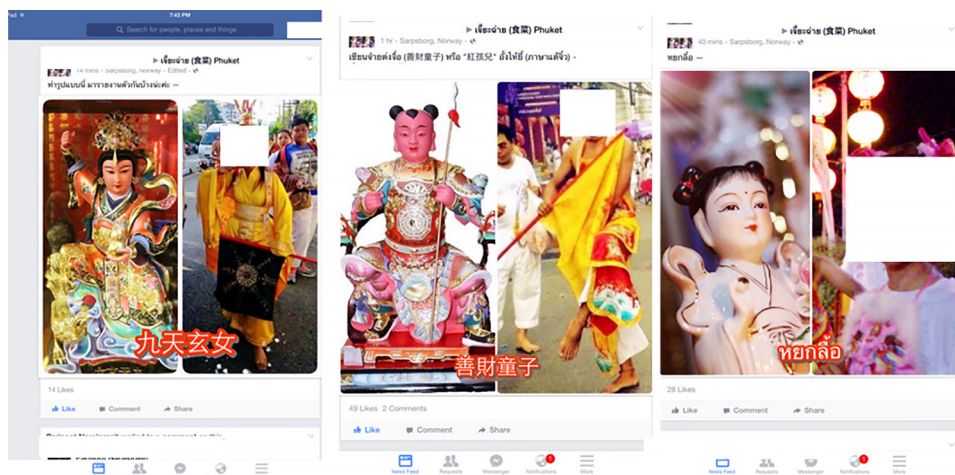 7:43 PM
Search for people, places and things
▸ เจี๊ยะฉ่าย (食菜) Phuket
14 mins · Sarpsborg, Norway · Edited ·
ทำรูปแบบนี้ มารายงานตัวกันบ้างน่ะค่ะ
九天玄女
14 Likes
Like Comment Share
▸ เจี๊ยะฉ่าย (食菜) Phuket
1 hr · Sarpsborg, Norway ·
เซียนจ๋ายต่งจื้อ (善財童子) หรือ "紅孩兒" อั้งไห้ยี้ (ภาษาแต้จิ๋ว) -
善財童子
49 Likes 2 Comments
Like Comment Share
News Feed Requests Messenger Notifications More
1
▸ เจี๊ยะฉ่าย (食菜) Phuket
40 mins · Sarpsborg, Norway ·
หยกลื่อ
หยกลื่อ
28 Likes
Like Comment Share
News Feed Requests Messenger Notifications More
1